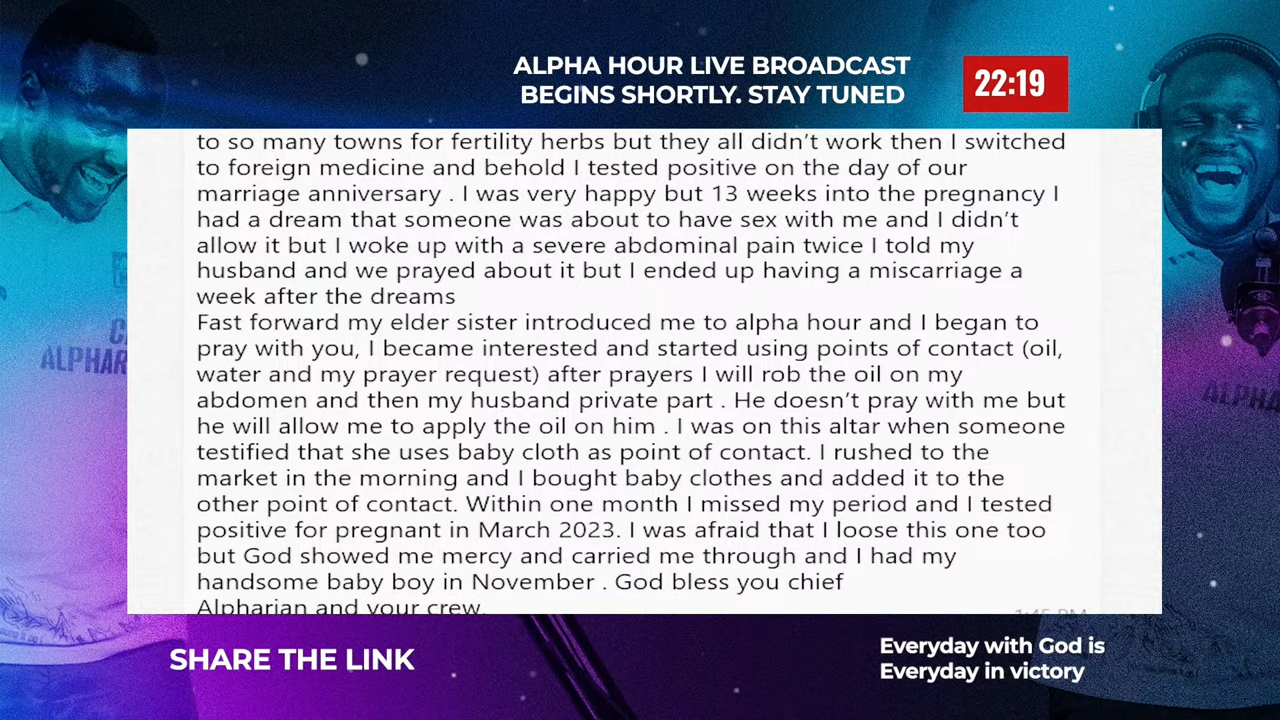 ALPHA HOUR LIVE BROADCAST
BEGINS SHORTLY. STAY TUNED
22:19
to so many towns for fertility herbs but they all didn't work then I switched
to foreign medicine and behold I tested positive on the day of our
marriage anniversary . I was very happy but 13 weeks into the pregnancy I
had a dream that someone was about to have sex with me and I didn't
allow it but I woke up with a severe abdominal pain twice I told my
husband and we prayed about it but I ended up having a miscarriage a
week after the dreams
Fast forward my elder sister introduced me to alpha hour and I began to
pray with you, I became interested and started using points of contact (oil,
water and my prayer request) after prayers I will rob the oil on my
abdomen and then my husband private part . He doesn't pray with me but
he will allow me to apply the oil on him . I was on this altar when someone
testified that she uses baby cloth as point of contact. I rushed to the
market in the morning and I bought baby clothes and added it to the
other point of contact. Within one month I missed my period and I tested
positive for pregnant in March 2023. I was afraid that I loose this one too
but God showed me mercy and carried me through and I had my
handsome baby boy in November . God bless you chief
Alpharian and your crew.
1:45 PM
SHARE THE LINK
Everyday with God is
Everyday in victory